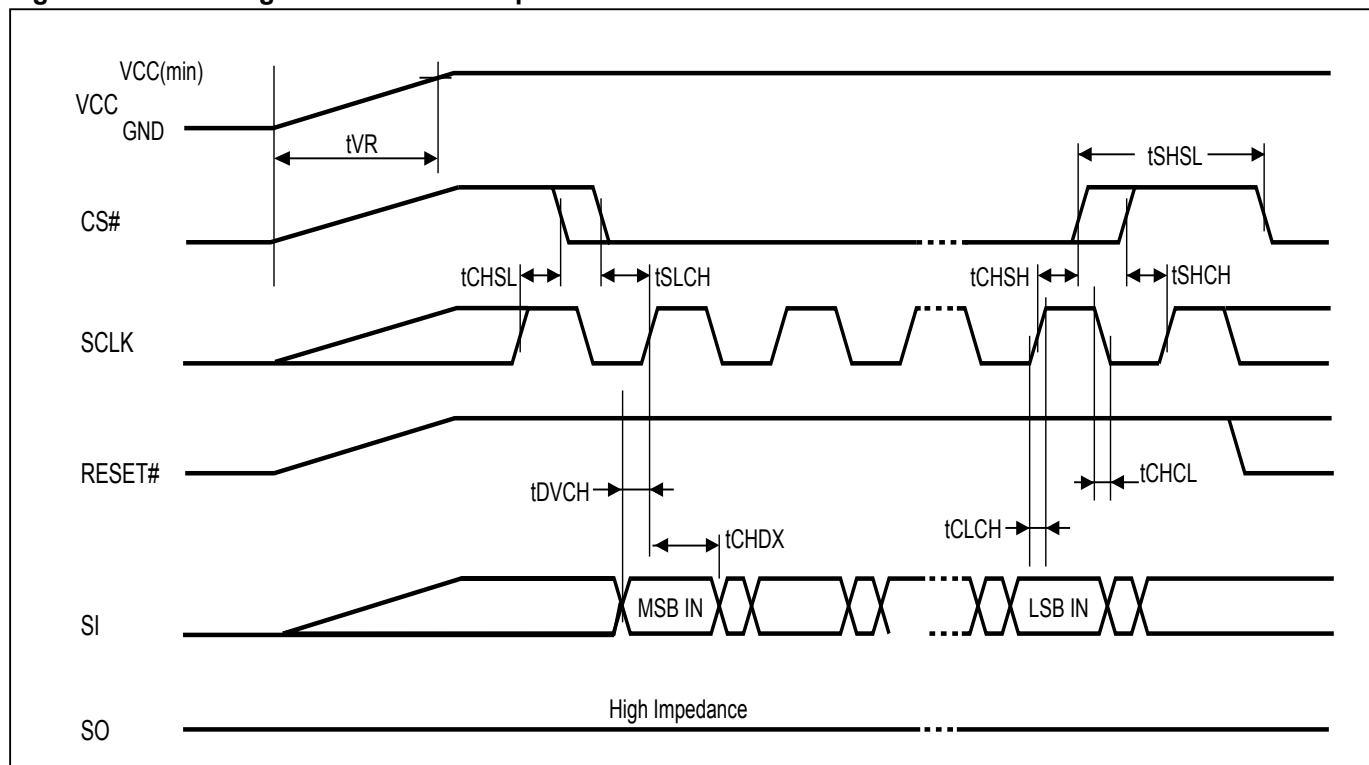 VCC(min)
VCC
GND
tVR
tSHSL
CS#
tCHSL
tSLCH
tCHSH
tSHCH
SCLK
RESET#
tDVCH
tCHCL
tCLCH
tCHDX
SI
MSB IN
LSB IN
High Impedance
SO